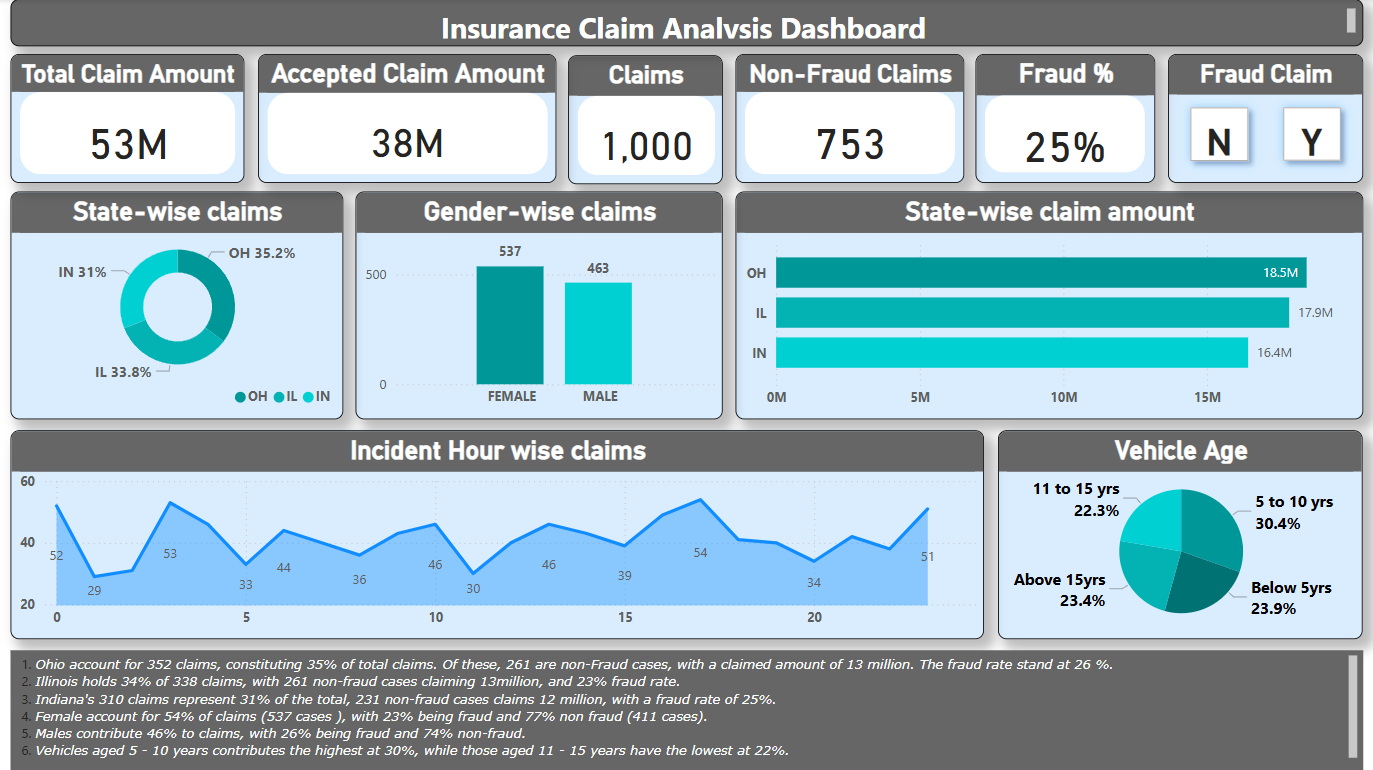 Insurance Claim Analysis Dashboard
Total Claim Amount
53M
Accepted Claim Amount
38M
Claims
1,000
Non-Fraud Claims
753
Fraud %
25%
Fraud Claim
N
Y
State-wise claims
OH 35.2%
IN 31%
IL 33.8%
OH IL IN
Gender-wise claims
537
463
500
0
FEMALE MALE
State-wise claim amount
OH 18.5M
IL 17.9M
IN 16.4M
0M 5M 10M 15M
Incident Hour wise claims
60
40
20
52 29 53 33 44 36 46 30 46 39 54 34 51
0 5 10 15 20
Vehicle Age
11 to 15 yrs
22.3%
5 to 10 yrs
30.4%
Above 15yrs
23.4%
Below 5yrs
23.9%
1. Ohio account for 352 claims, constituting 35% of total claims. Of these, 261 are non-Fraud cases, with a claimed amount of 13 million. The fraud rate stand at 26 %.
2. Illinois holds 34% of 338 claims, with 261 non-fraud cases claiming 13million, and 23% fraud rate.
3. Indiana's 310 claims represent 31% of the total, 231 non-fraud cases claims 12 million, with a fraud rate of 25%.
4. Female account for 54% of claims (537 cases ), with 23% being fraud and 77% non fraud (411 cases).
5. Males contribute 46% to claims, with 26% being fraud and 74% non-fraud.
6. Vehicles aged 5 - 10 years contributes the highest at 30%, while those aged 11 - 15 years have the lowest at 22%.